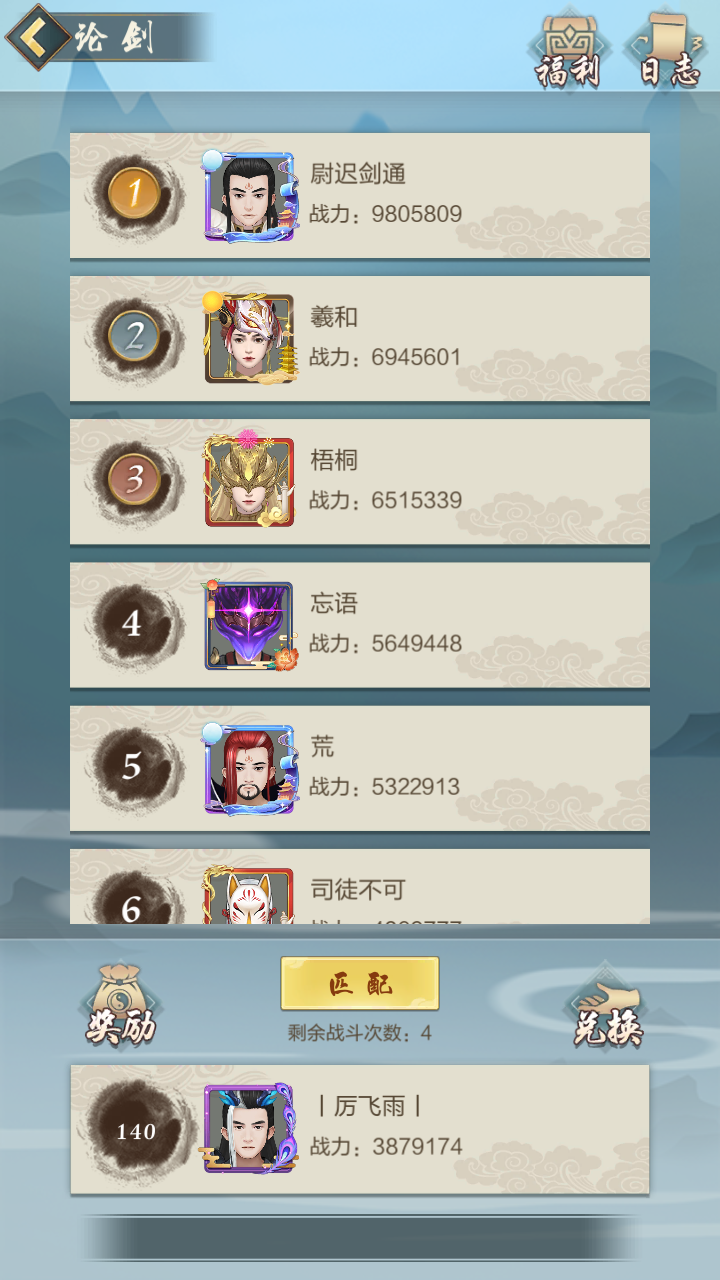 论剑
福利
日志
1
尉迟剑通
战力：9805809
2
羲和
战力：6945601
3
梧桐
战力：6515339
4
忘语
战力：5649448
5
荒
战力：5322913
6
司徒不可
奖励
匹配
剩余战斗次数：4
兑换
140
丨厉飞雨丨
战力：3879174